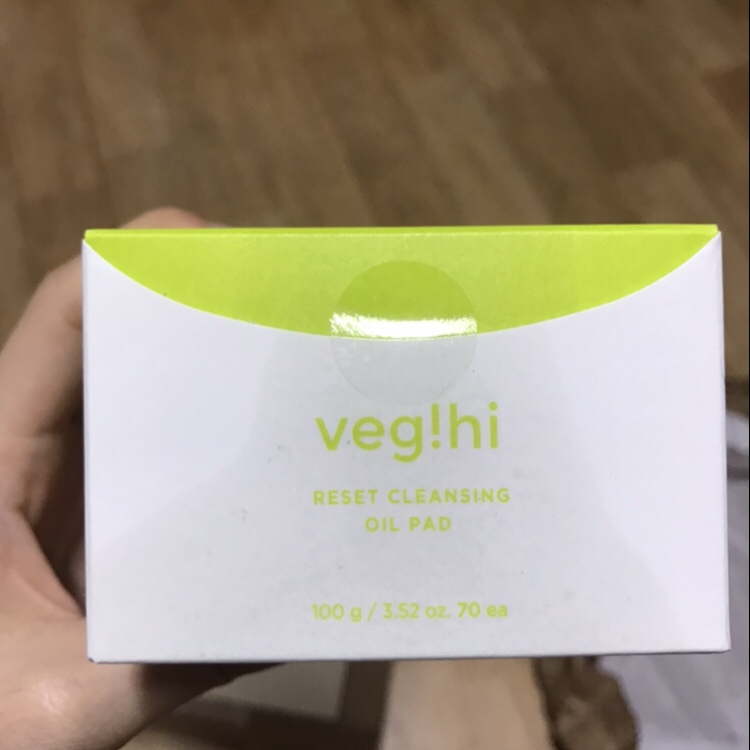 veg!hi
RESET CLEANSING
OIL PAD
100 g / 3.52 oz. 70 ea